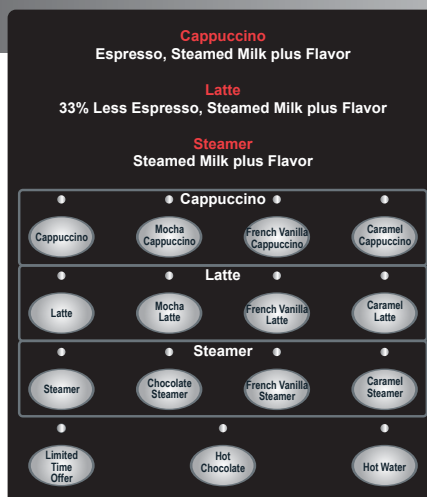 Cappuccino
Espresso, Steamed Milk plus Flavor
Latte
33% Less Espresso, Steamed Milk plus Flavor
Steamer
Steamed Milk plus Flavor
Cappuccino
Cappuccino
Mocha
Cappuccino
French Vanilla
Cappuccino
Caramel
Cappuccino
Latte
Latte
Mocha
Latte
French Vanilla
Latte
Caramel
Latte
Steamer
Steamer
Chocolate
Steamer
French Vanilla
Steamer
Caramel
Steamer
Limited
Time
Offer
Hot
Chocolate
Hot Water